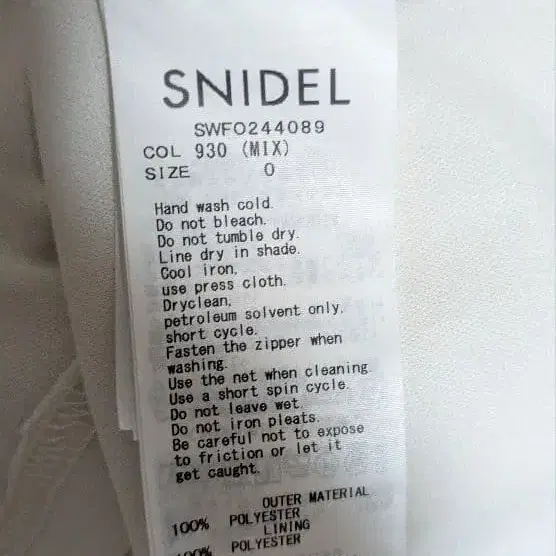 SNIDEL
SWFO244089
COL 930 (MIX)
SIZE 0
Hand wash cold.
Do not bleach.
Do not tumble dry.
Line dry in shade.
Cool iron,
use press cloth.
Dryclean,
petroleum solvent only.
short cycle.
Fasten the zipper when
washing.
Use the net when cleaning.
Use a short spin cycle.
Do not leave wet.
Do not iron pleats.
Be careful not to expose
to friction or let it
get caught.
OUTER MATERIAL
100% POLYESTER
LINING
100% POLYESTER